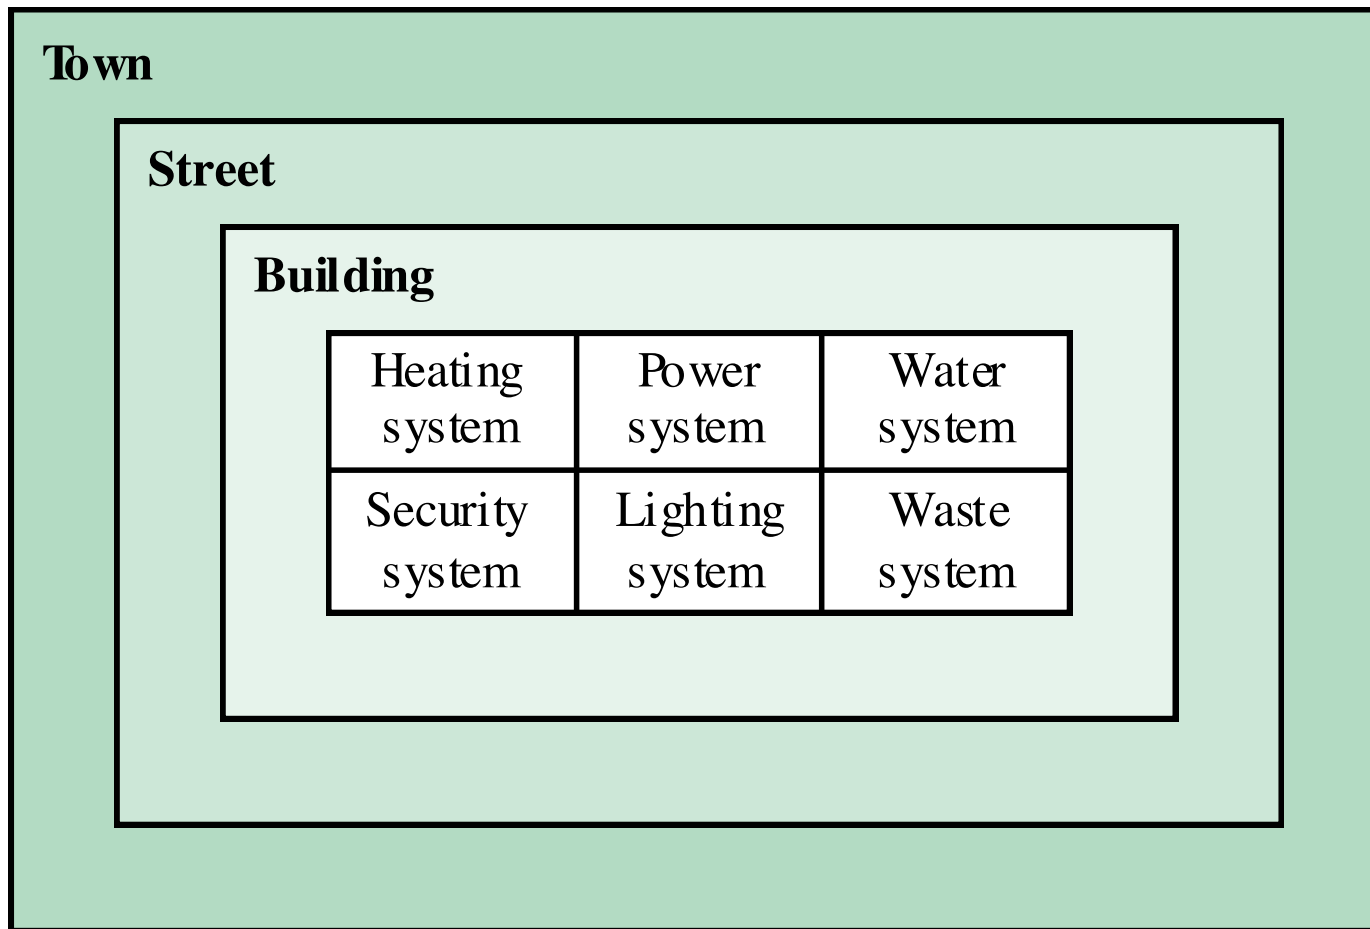 Town
Street
Building
Heating
system
Power
system
Water
system
Security
system
Lighting
system
Waste
system